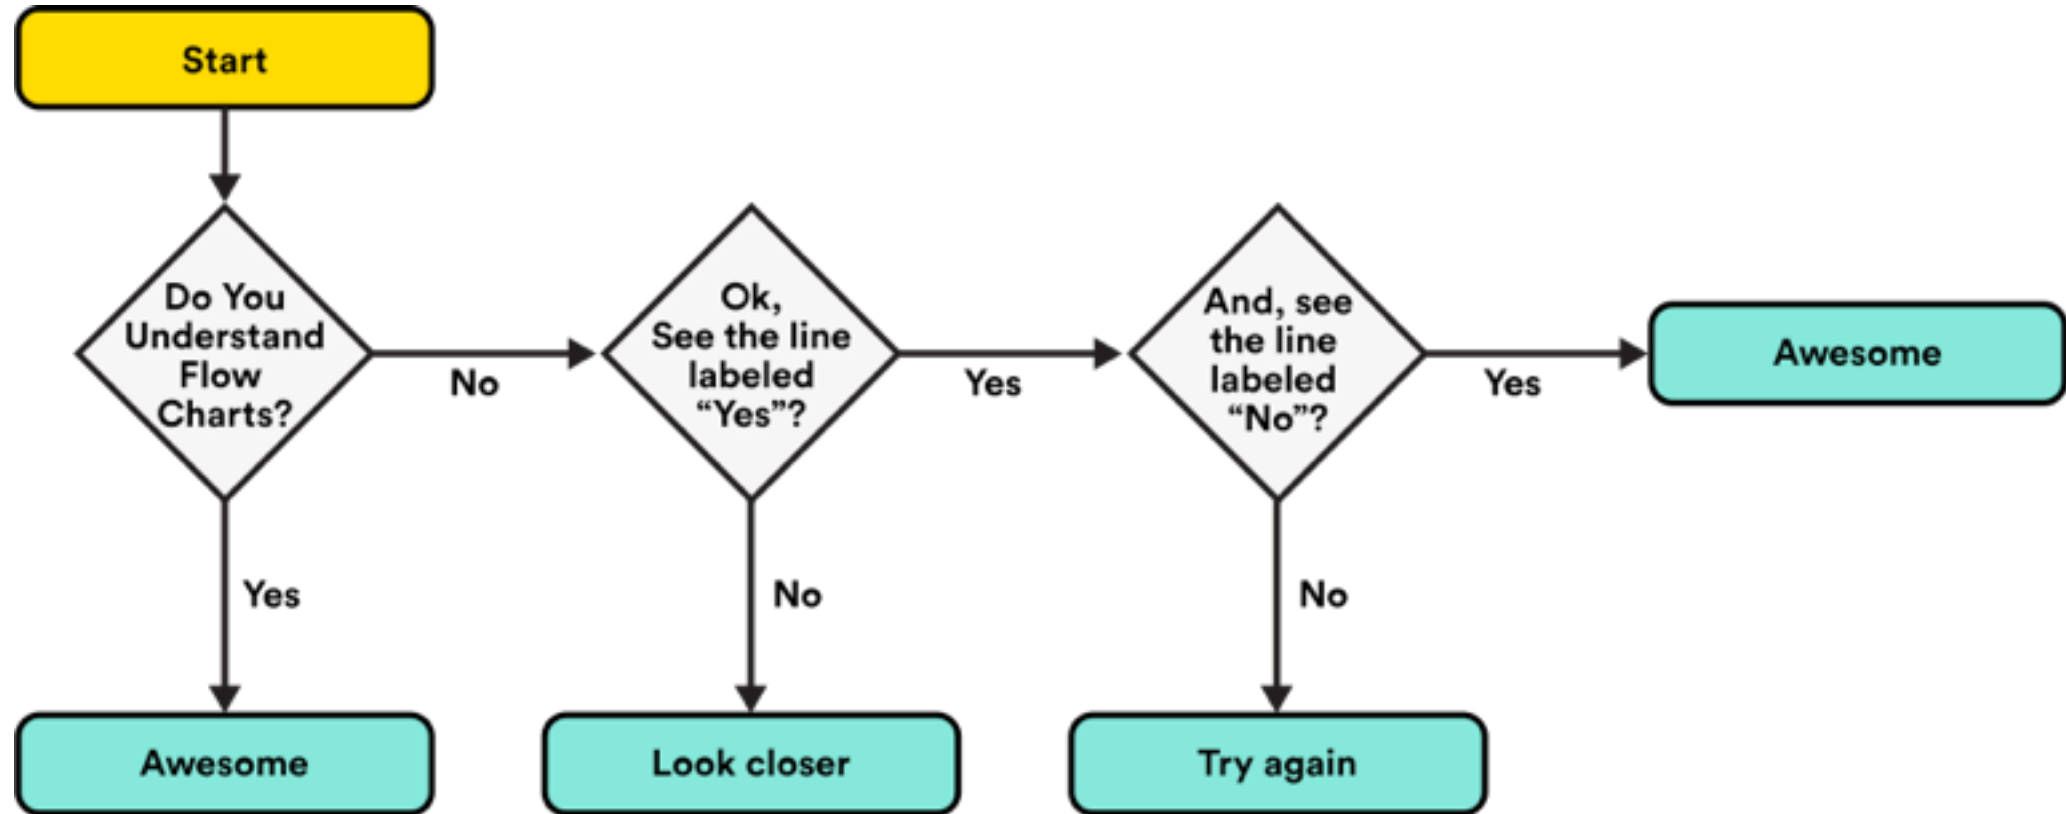 Start
Do You
Understand
Flow
Charts?
No
Ok,
See the line
labeled
“Yes”?
Yes
And, see
the line
labeled
“No”?
Yes
Awesome
Yes
No
No
Awesome
Look closer
Try again